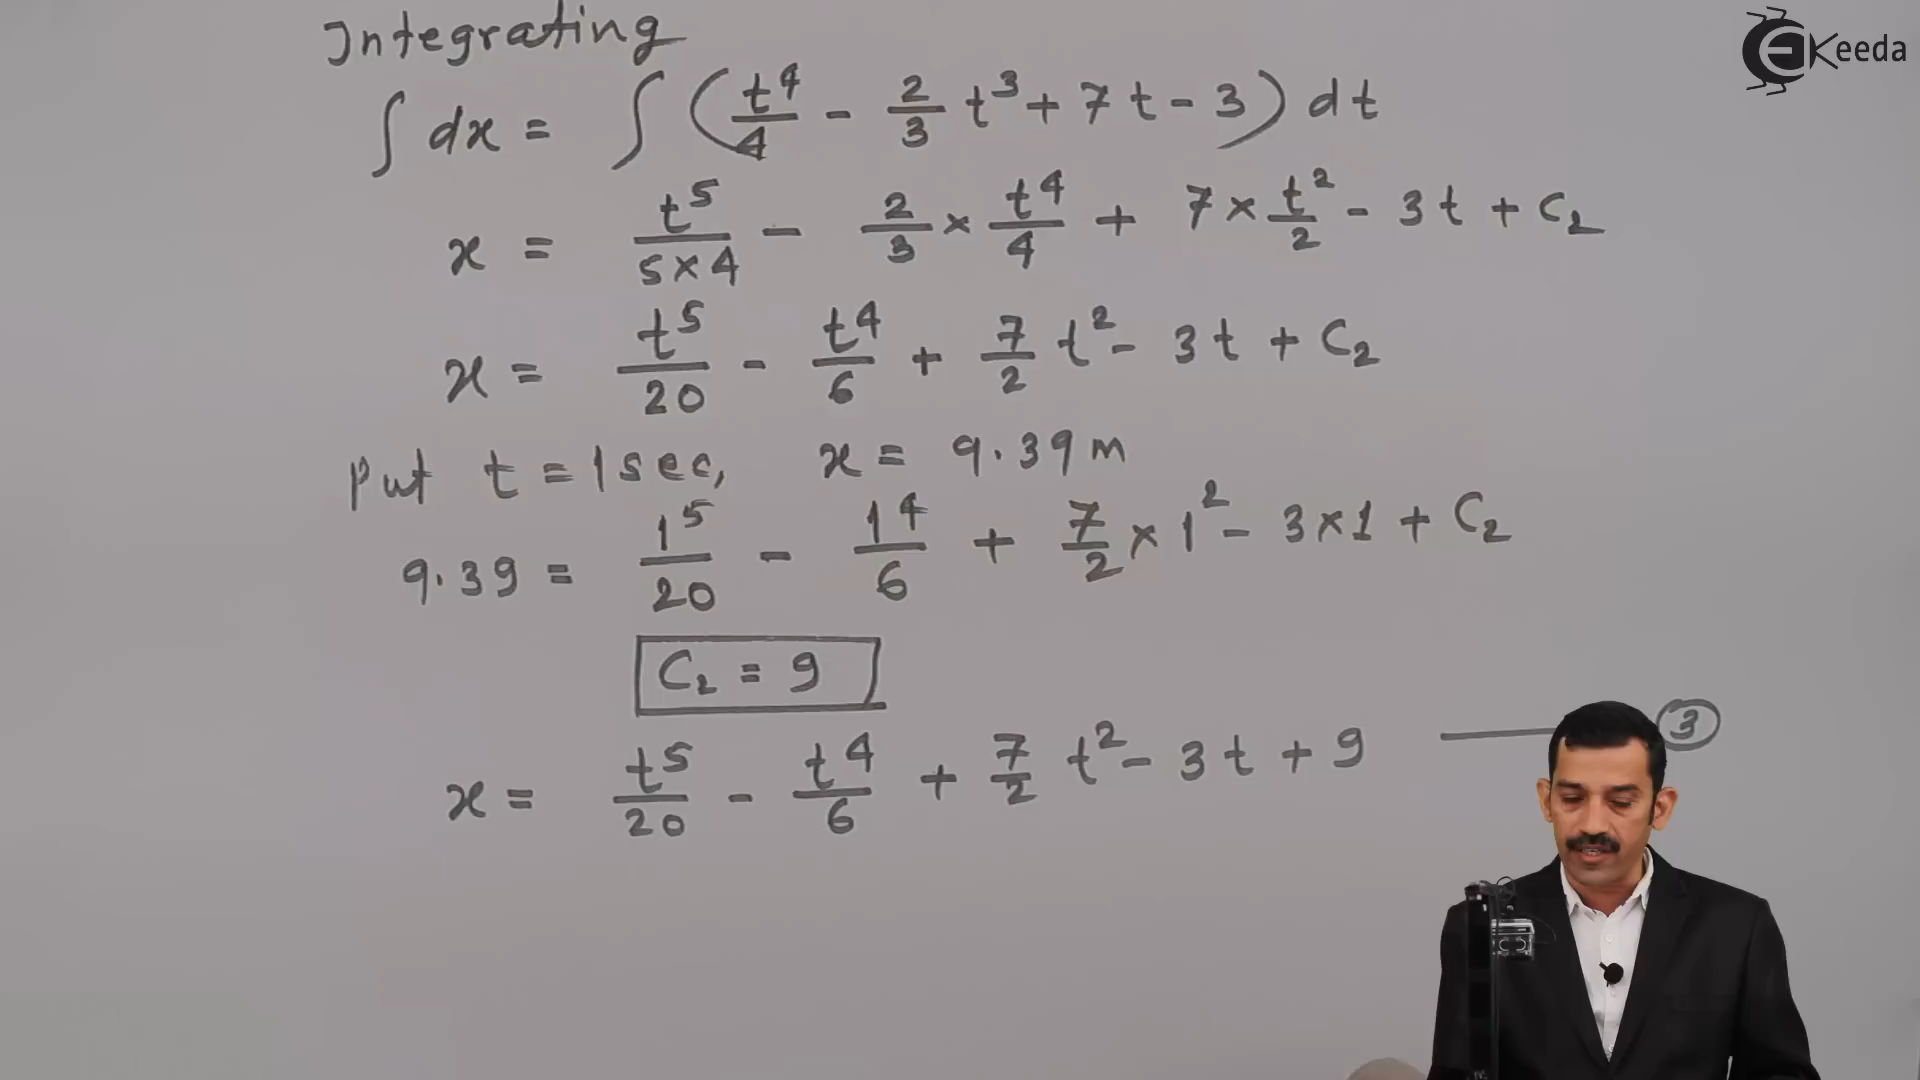 Integrating
∫ dx = ∫ (t⁴/4 - 2/3 t³ + 7t - 3) dt
x = t⁵/(5×4) - 2/3 × t⁴/4 + 7 × t²/2 - 3t + C₂
x = t⁵/20 - t⁴/6 + 7/2 t² - 3t + C₂
Put t = 1 sec, x = 9.39 m
9.39 = 1⁵/20 - 1⁴/6 + 7/2 × 1² - 3×1 + C₂
C₂ = 9
x = t⁵/20 - t⁴/6 + 7/2 t² - 3t + 9 —— ③
EKeeda